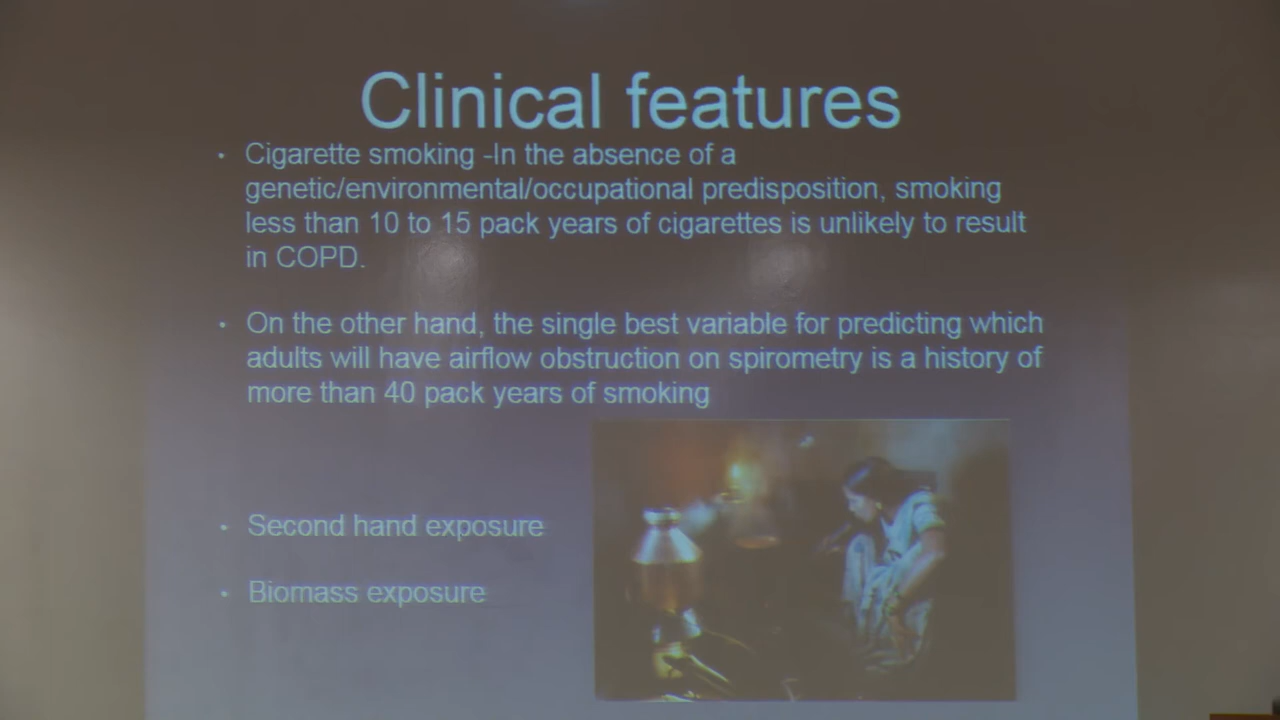 Clinical features
• Cigarette smoking -In the absence of a
genetic/environmental/occupational predisposition, smoking
less than 10 to 15 pack years of cigarettes is unlikely to result
in COPD.
• On the other hand, the single best variable for predicting which
adults will have airflow obstruction on spirometry is a history of
more than 40 pack years of smoking
• Second hand exposure
• Biomass exposure